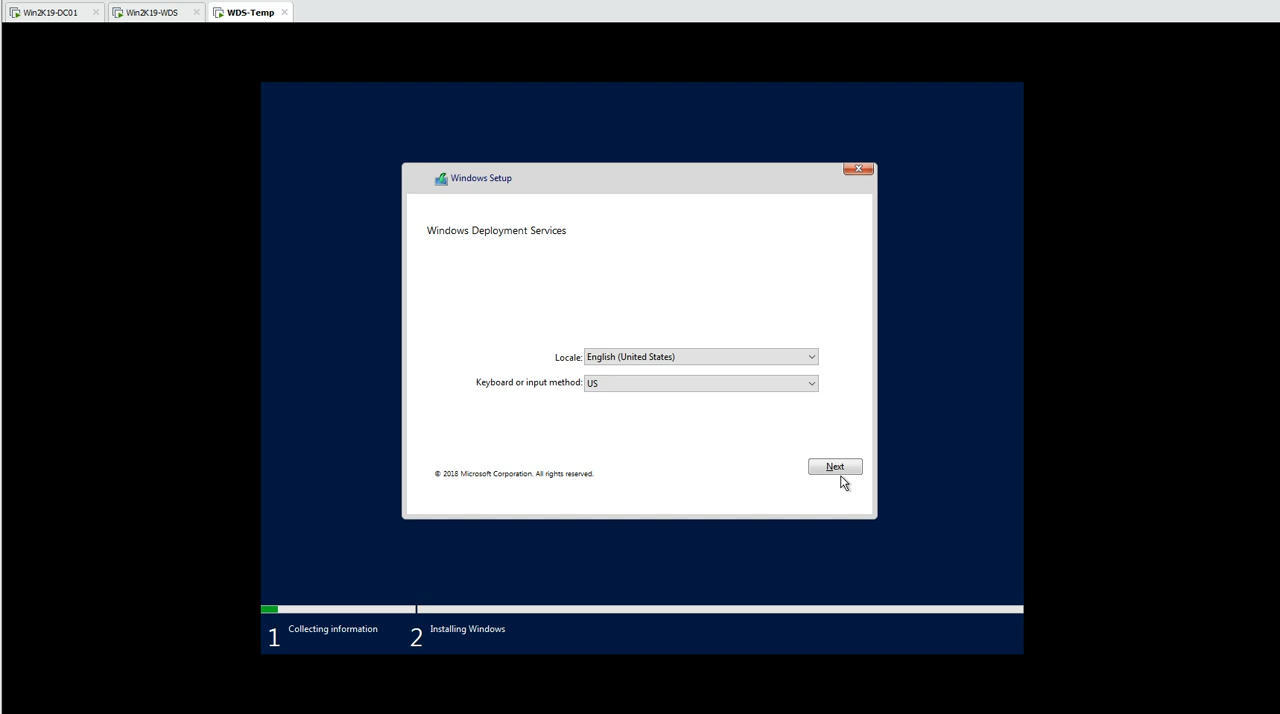 Win2K19-DC01 Win2K19-WDS WDS-Temp
Windows Setup
Windows Deployment Services
Locale: English (United States)
Keyboard or input method: US
Next
© 2018 Microsoft Corporation. All rights reserved.
1 Collecting information 2 Installing Windows